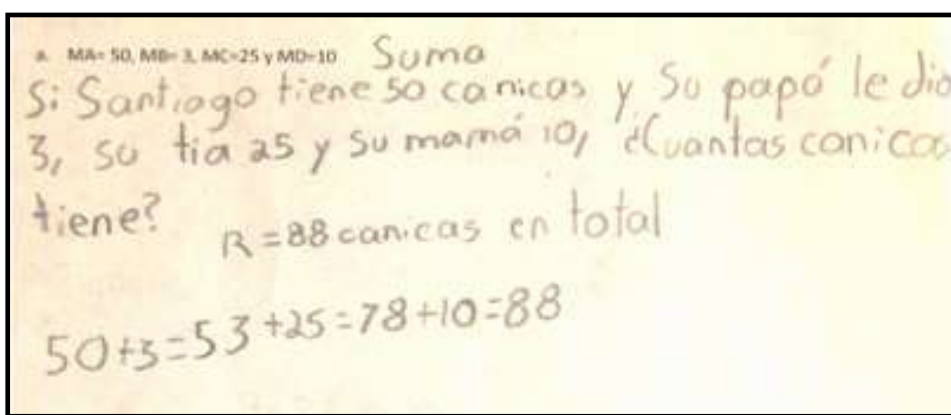 a. MA= 50, MB= 3, MC=25 y MD=10 Suma
Si Santiago tiene 50 canicas y su papá le dio
3, su tia 25 y su mamá 10, ¿Cuantas canicas
tiene? R=88 canicas en total
50+3=53+25=78+10=88